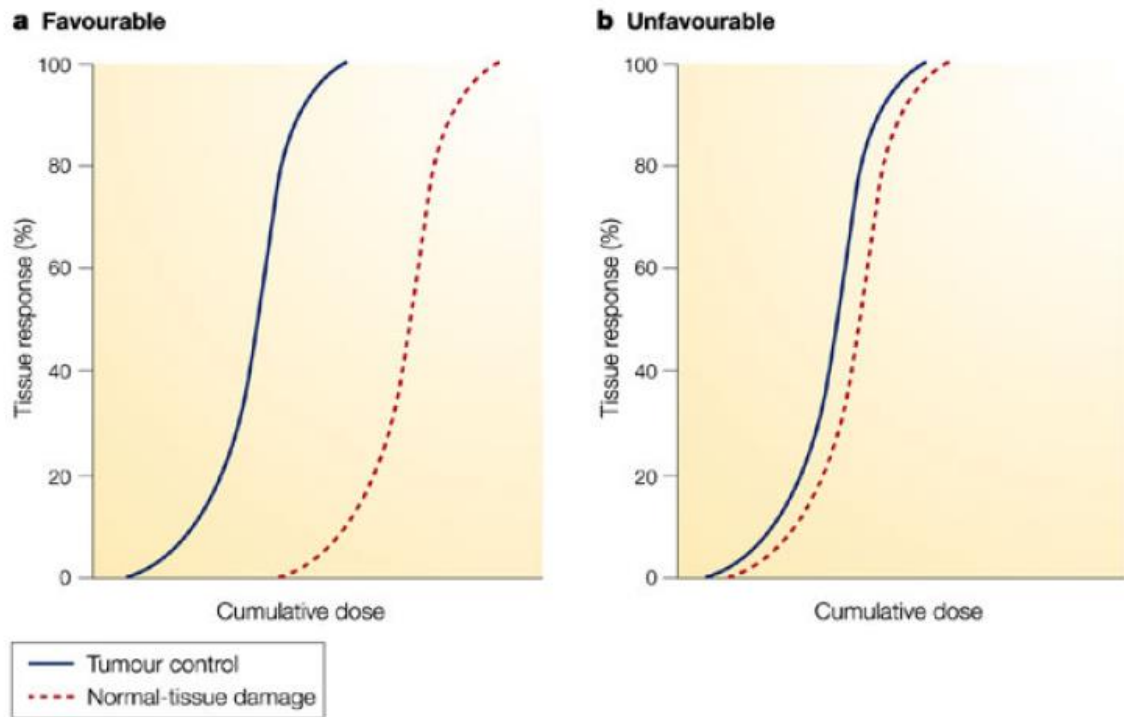 a Favourable
100
80
60
40
20
0
Tissue response (%)
Cumulative dose
b Unfavourable
100
80
60
40
20
0
Tissue response (%)
Cumulative dose
Tumour control
Normal-tissue damage